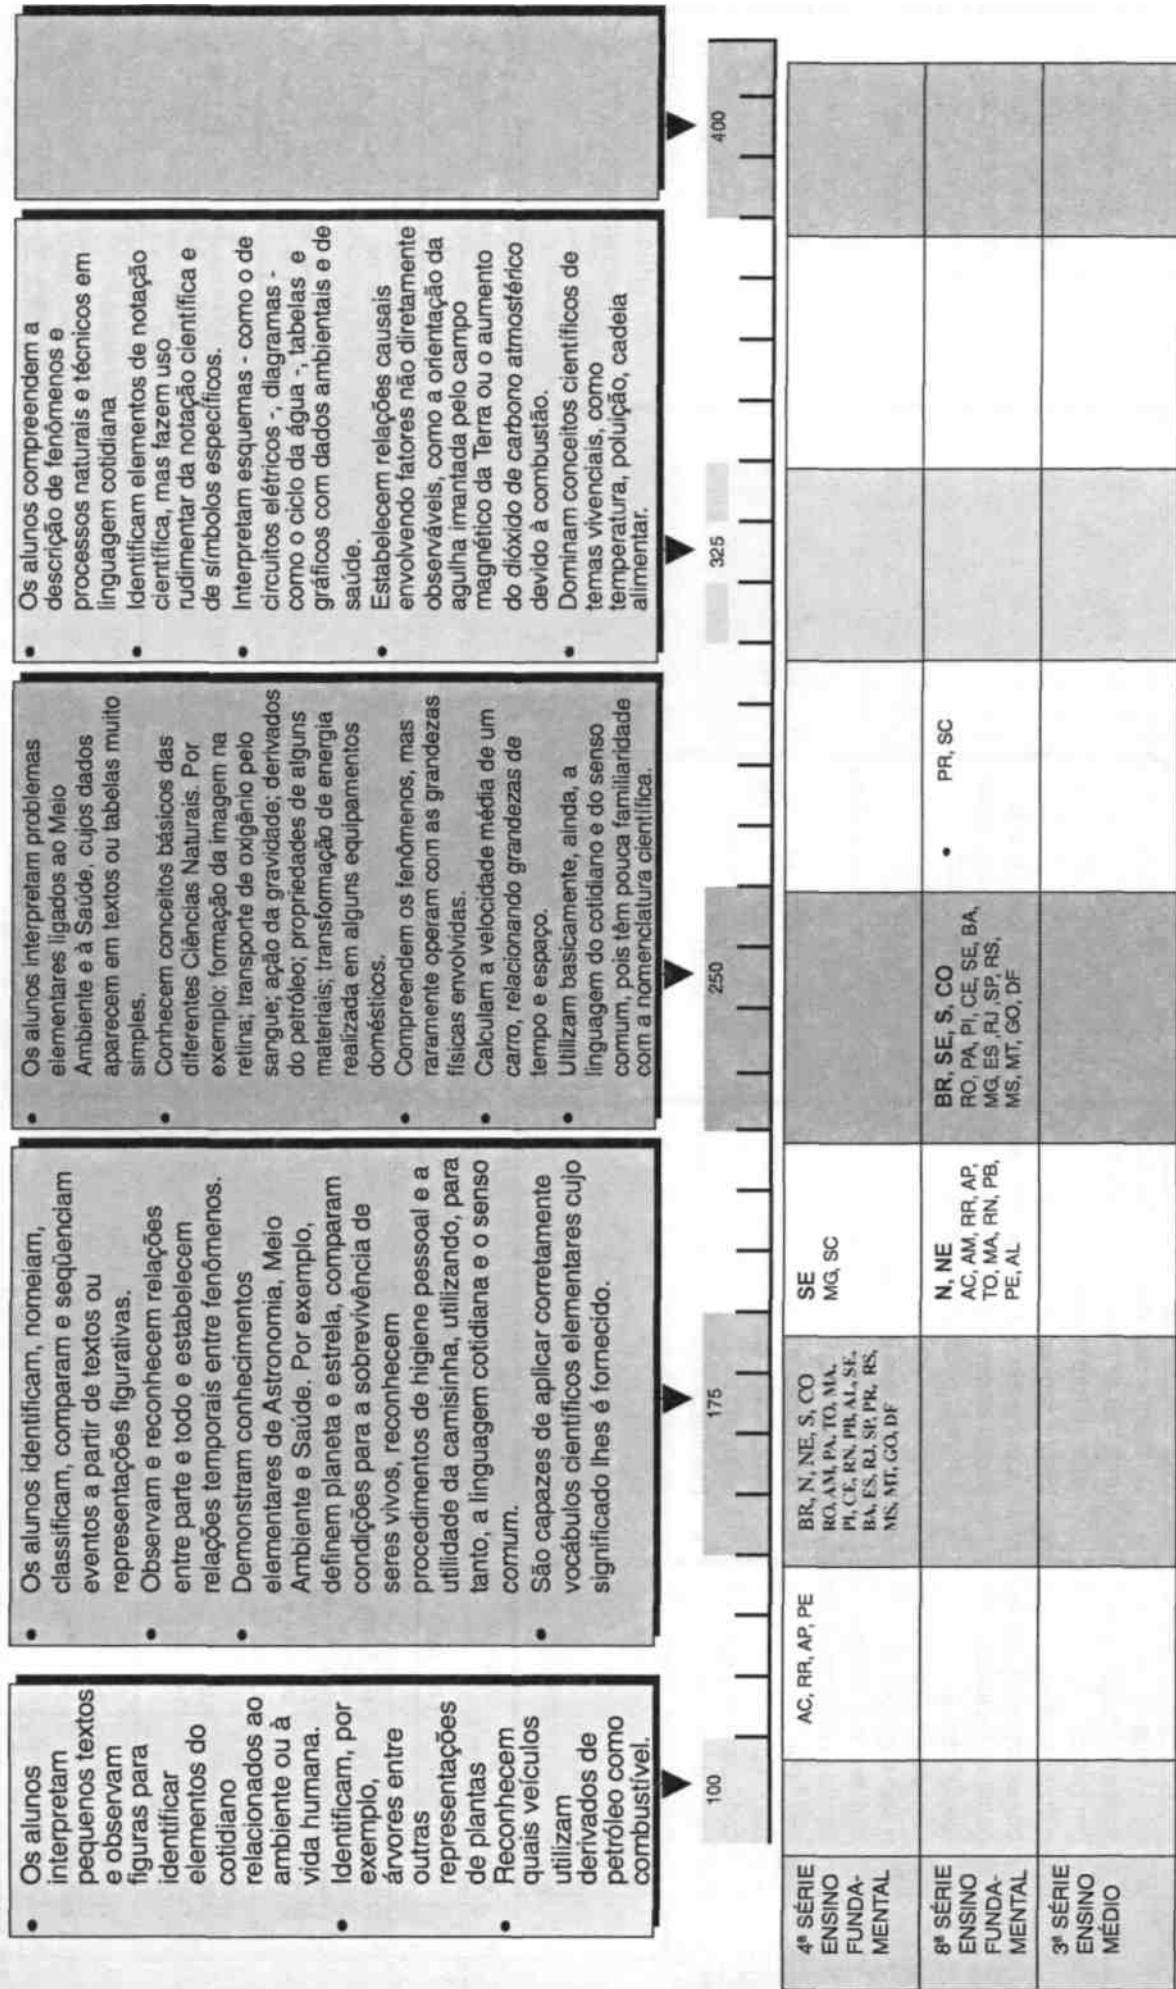 • Os alunos
interpretam
pequenos textos
e observam
figuras para
identificar
elementos do
cotidiano
relacionados ao
ambiente ou à
vida humana.
• Identificam, por
exemplo,
árvores entre
outras
representações
de plantas
• Reconhecem
quais veículos
utilizam
derivados de
petróleo como
combustível.
• Os alunos identificam, nomeiam,
classificam, comparam e seqüenciam
eventos a partir de textos ou
representações figurativas.
• Observam e reconhecem relações
entre parte e todo e estabelecem
relações temporais entre fenômenos.
• Demonstram conhecimentos
elementares de Astronomia, Meio
Ambiente e Saúde. Por exemplo,
definem planeta e estrela, comparam
condições para a sobrevivência de
seres vivos, reconhecem
procedimentos de higiene pessoal e a
utilidade da camisinha, utilizando, para
tanto, a linguagem cotidiana e o senso
comum.
• São capazes de aplicar corretamente
vocábulos científicos elementares cujo
significado lhes é fornecido.
• Os alunos interpretam problemas
elementares ligados ao Meio
Ambiente e à Saúde, cujos dados
aparecem em textos ou tabelas muito
simples.
• Conhecem conceitos básicos das
diferentes Ciências Naturais. Por
exemplo: formação da imagem na
retina; transporte de oxigênio pelo
sangue; ação da gravidade; derivados
do petróleo; propriedades de alguns
materiais; transformação de energia
realizada em alguns equipamentos
domésticos.
• Compreendem os fenômenos, mas
raramente operam com as grandezas
físicas envolvidas.
• Calculam a velocidade média de um
carro, relacionando grandezas de
tempo e espaço.
• Utilizam basicamente, ainda, a
linguagem do cotidiano e do senso
comum, pois têm pouca familiaridade
com a nomenclatura científica.
• Os alunos compreendem a
descrição de fenômenos e
processos naturais e técnicos em
linguagem cotidiana
• Identificam elementos de notação
científica, mas fazem uso
rudimentar da notação científica e
de símbolos específicos.
• Interpretam esquemas - como o de
circuitos elétricos -, diagramas -
como o ciclo da água -, tabelas e
gráficos com dados ambientais e de
saúde.
• Estabelecem relações causais
envolvendo fatores não diretamente
observáveis, como a orientação da
agulha imantada pelo campo
magnético da Terra ou o aumento
do dióxido de carbono atmosférico
devido à combustão.
• Dominam conceitos científicos de
temas vivenciais, como
temperatura, poluição, cadeia
alimentar.
100 175 250 325 400
4ª SÉRIE
ENSINO
FUNDA-
MENTAL
AC, RR, AP, PE
BR, N, NE, S, CO
RO, AM, PA, TO, MA,
PI, CE, RN, PB, AL, SE,
BA, ES, RJ, SP, PR, RS,
MS, MT, GO, DF
SE
MG, SC
8ª SÉRIE
ENSINO
FUNDA-
MENTAL
N, NE
AC, AM, RR, AP,
TO, MA, RN, PB,
PE, AL
BR, SE, S, CO
RO, PA, PI, CE, SE, BA,
MG, ES ,RJ ,SP, RS,
MS, MT, GO, DF
• PR, SC
3ª SÉRIE
ENSINO
MÉDIO